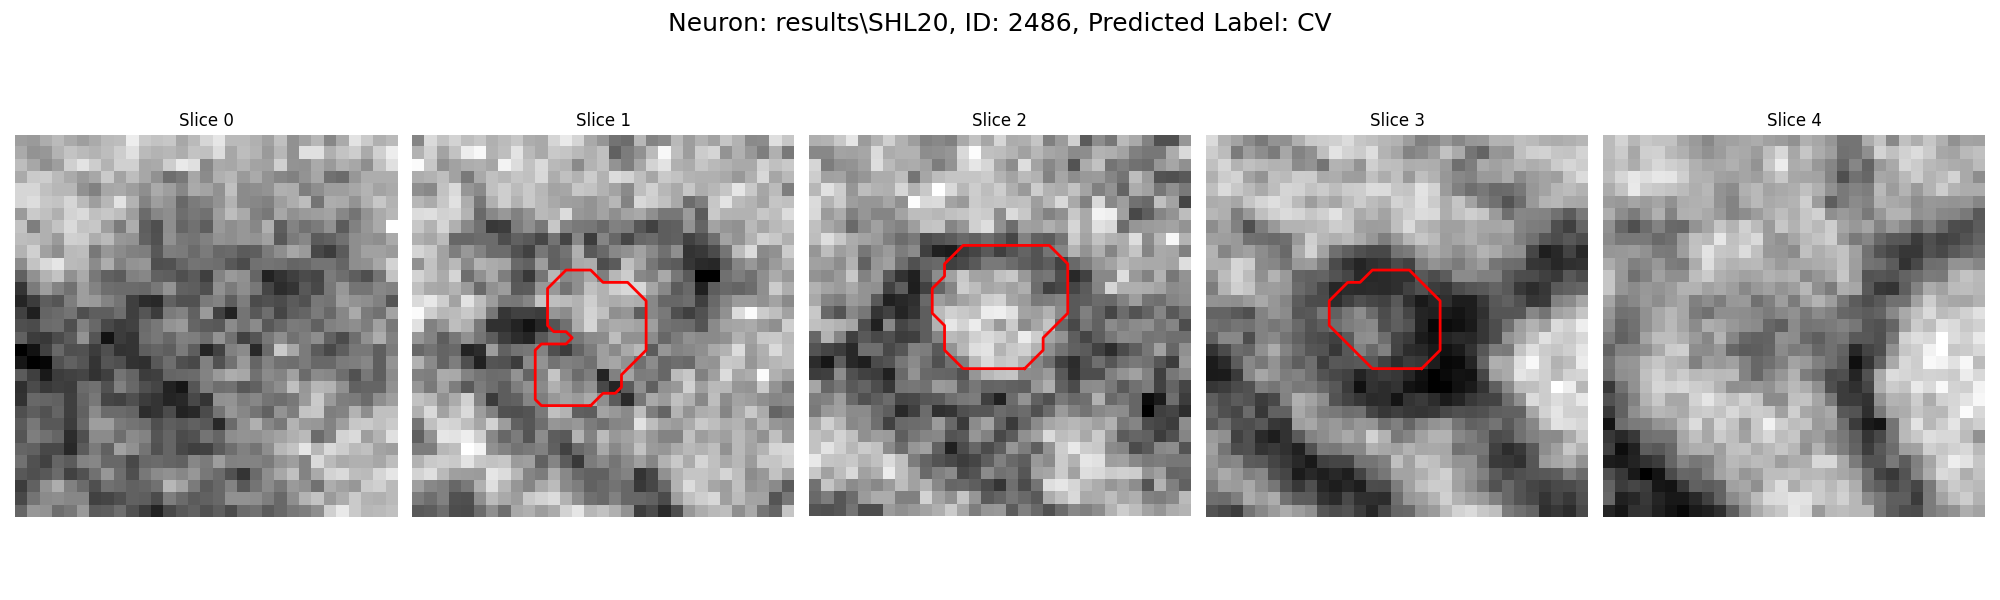 Neuron: results\SHL20, ID: 2486, Predicted Label: CV
Slice 0
Slice 1
Slice 2
Slice 3
Slice 4